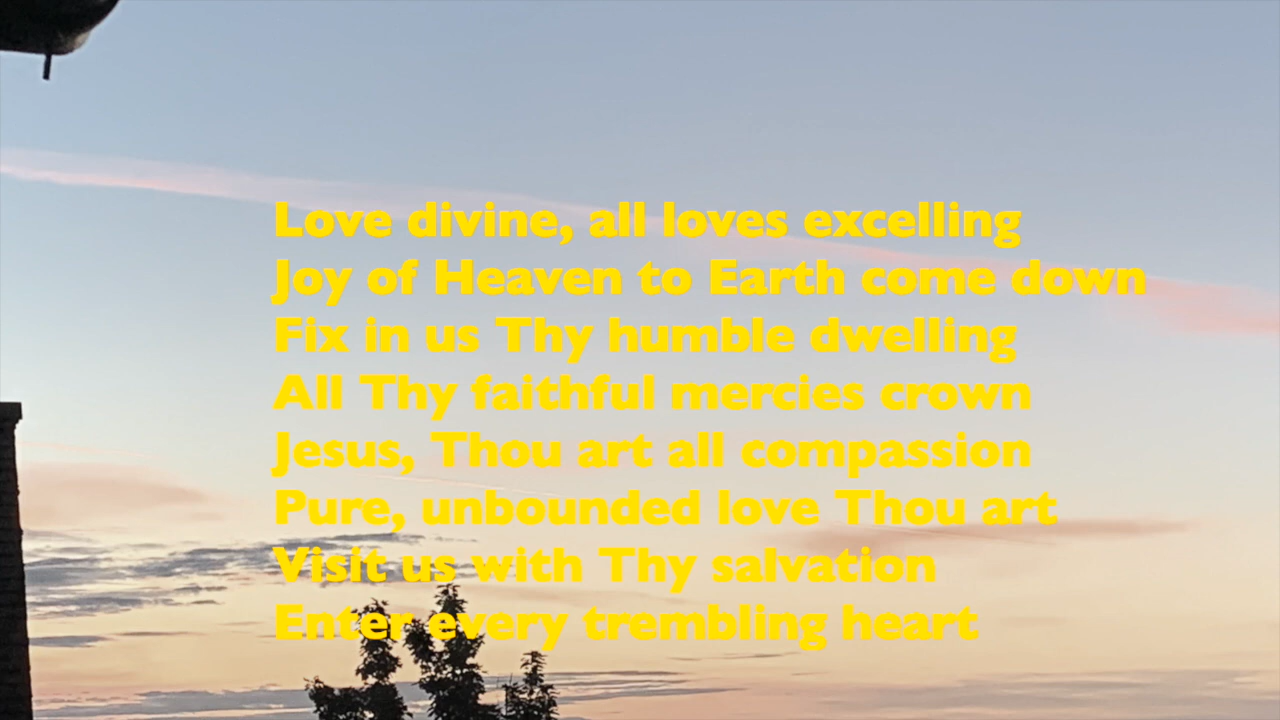 Love divine, all loves excelling
Joy of Heaven to Earth come down
Fix in us Thy humble dwelling
All Thy faithful mercies crown
Jesus, Thou art all compassion
Pure, unbounded love Thou art
Visit us with Thy salvation
Enter every trembling heart